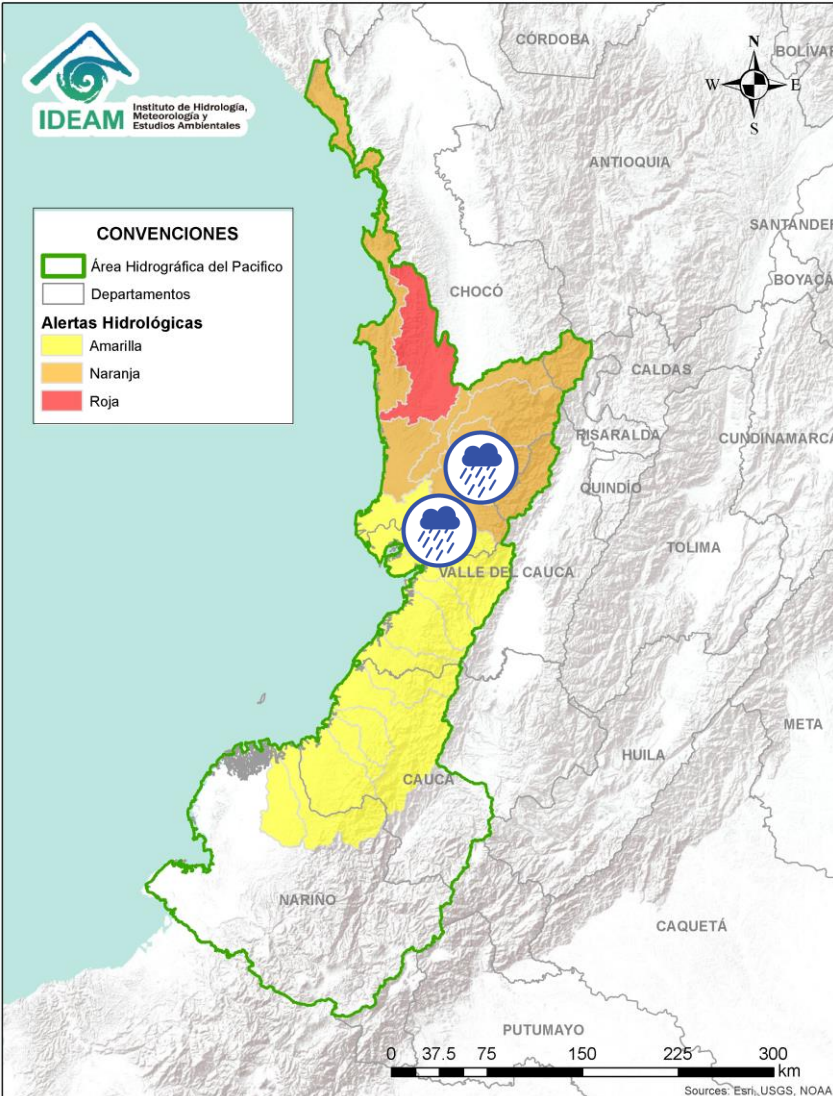 IDEAM
Instituto de Hidrología,
Meteorología y
Estudios Ambientales
N
W
E
S
CONVENCIONES
Área Hidrográfica del Pacifico
Departamentos
Alertas Hidrológicas
Amarilla
Naranja
Roja
CÓRDOBA
BOLÍVAR
ANTIOQUIA
SANTANDER
BOYACÁ
CHOCÓ
CALDAS
RISARALDA
CUNDINAMARCA
QUINDÍO
TOLIMA
VALLE DEL CAUCA
META
HUILA
CAUCA
NARIÑO
CAQUETÁ
PUTUMAYO
0 37.5 75 150 225 300
km
Sources: Esri, USGS, NOAA